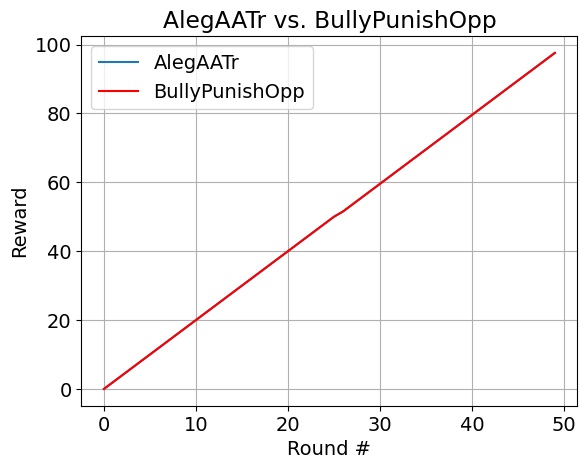 AlegAATr vs. BullyPunishOpp
AlegAATr
BullyPunishOpp
100
80
60
40
20
0
Reward
0 10 20 30 40 50
Round #